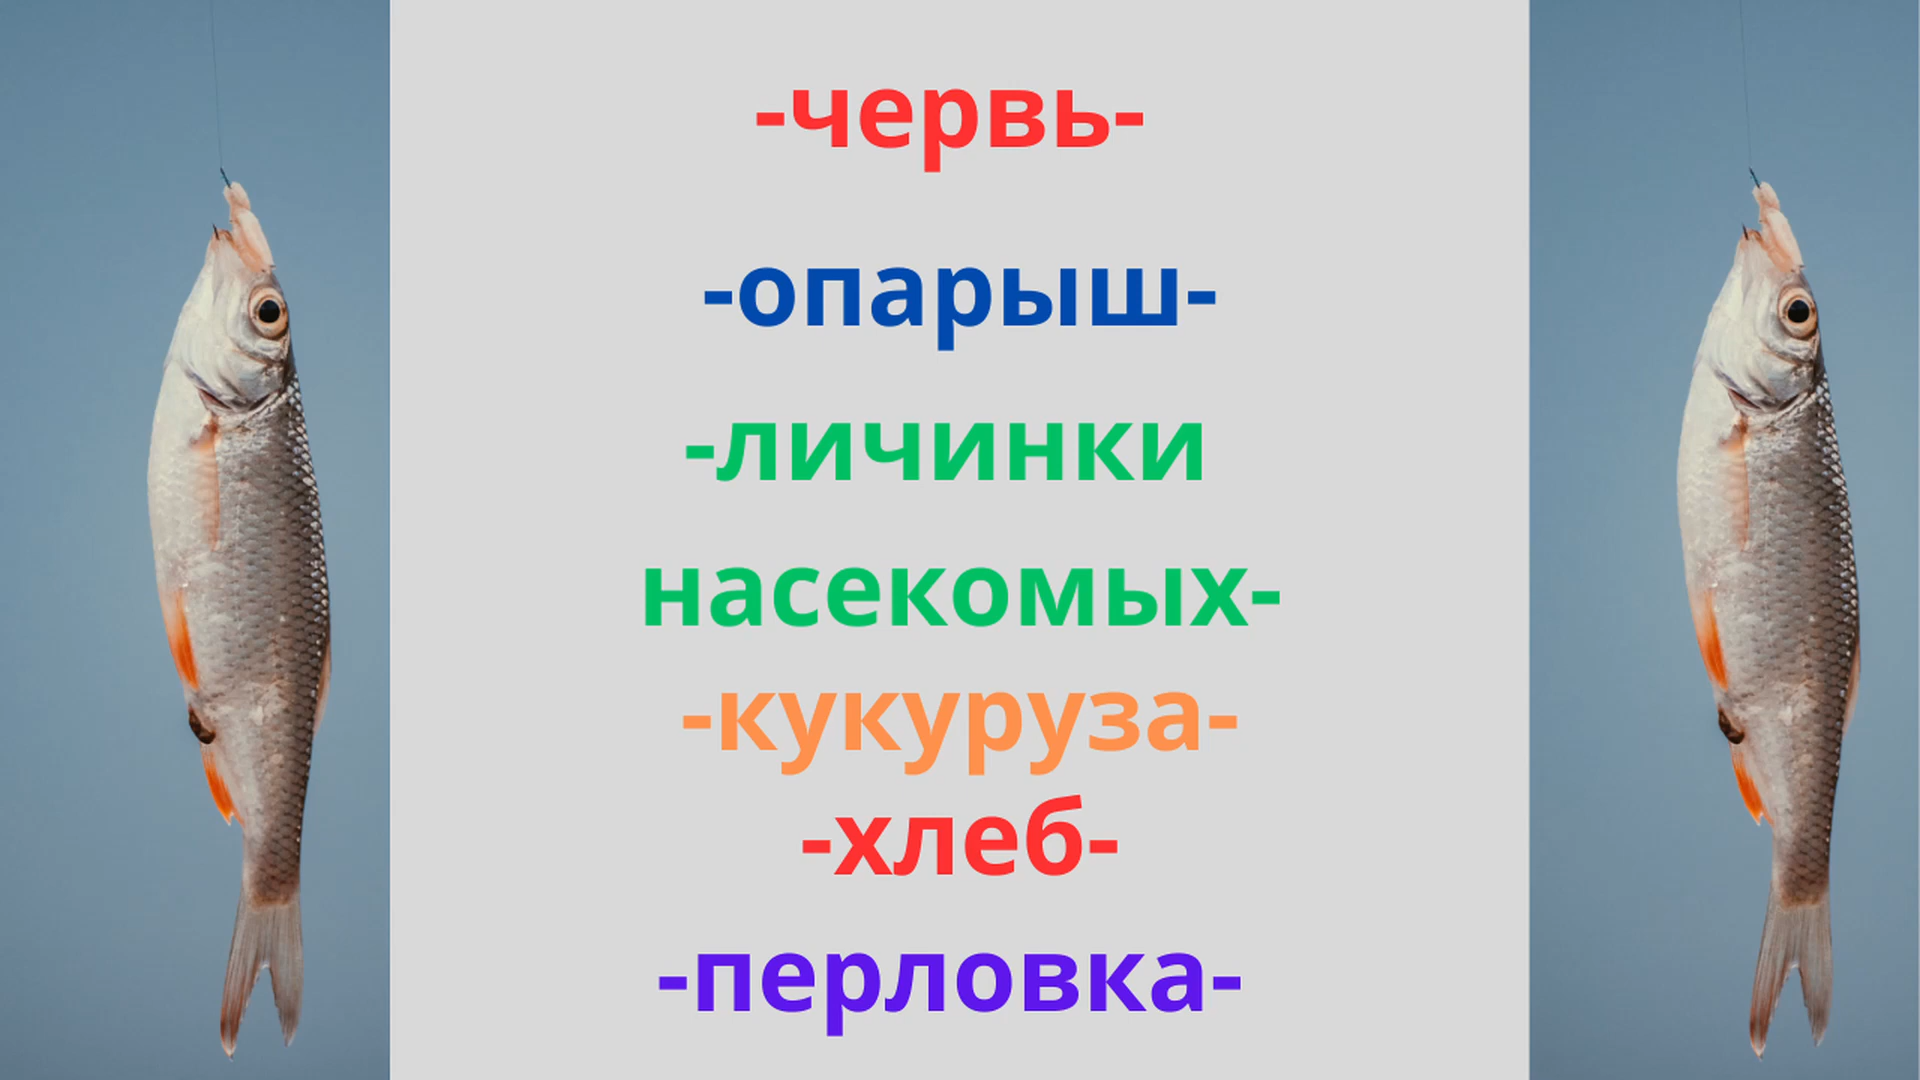 -червь-
-опарыш-
-личинки
насекомых-
-кукуруза-
-хлеб-
-перловка-